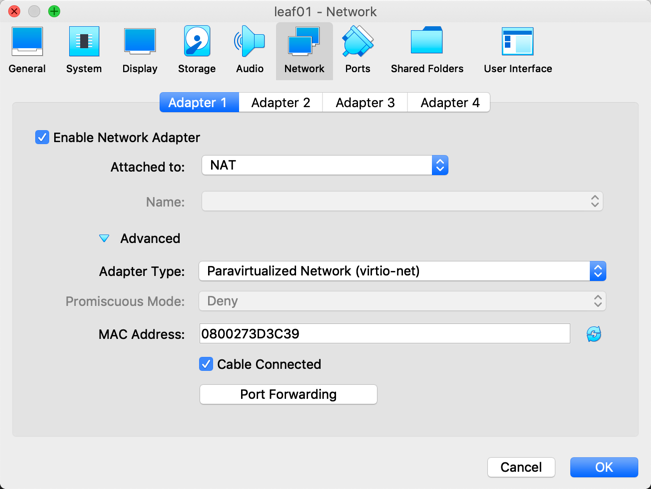 leaf01 - Network
General System Display Storage Audio Network Ports Shared Folders User Interface
Adapter 1 Adapter 2 Adapter 3 Adapter 4
Enable Network Adapter
Attached to: NAT
Name:
Advanced
Adapter Type: Paravirtualized Network (virtio-net)
Promiscuous Mode: Deny
MAC Address: 0800273D3C39
Cable Connected
Port Forwarding
Cancel OK